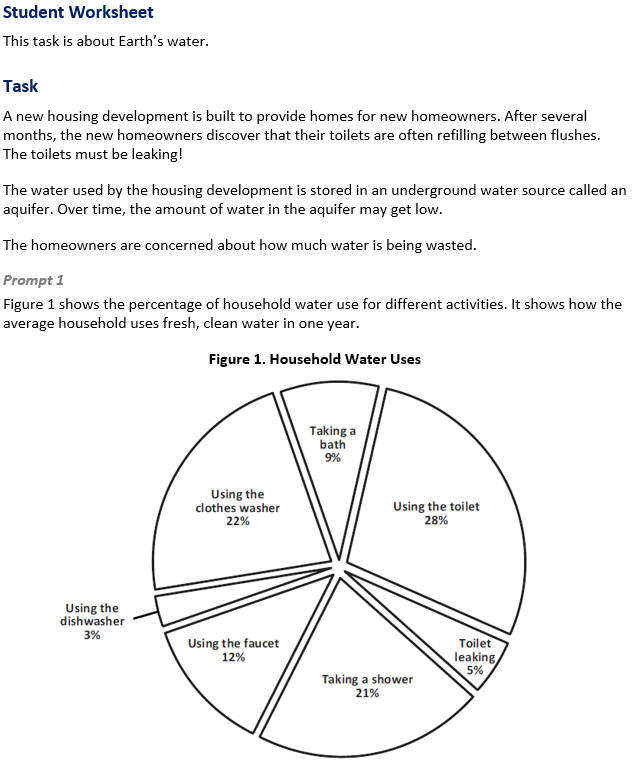 Student Worksheet
This task is about Earth’s water.
Task
A new housing development is built to provide homes for new homeowners. After several
months, the new homeowners discover that their toilets are often refilling between flushes.
The toilets must be leaking!
The water used by the housing development is stored in an underground water source called an
aquifer. Over time, the amount of water in the aquifer may get low.
The homeowners are concerned about how much water is being wasted.
Prompt 1
Figure 1 shows the percentage of household water use for different activities. It shows how the
average household uses fresh, clean water in one year.
Figure 1. Household Water Uses
Taking a
bath
9%
Using the toilet
28%
Using the
clothes washer
22%
Using the
dishwasher
3%
Using the faucet
12%
Taking a shower
21%
Toilet
leaking
5%